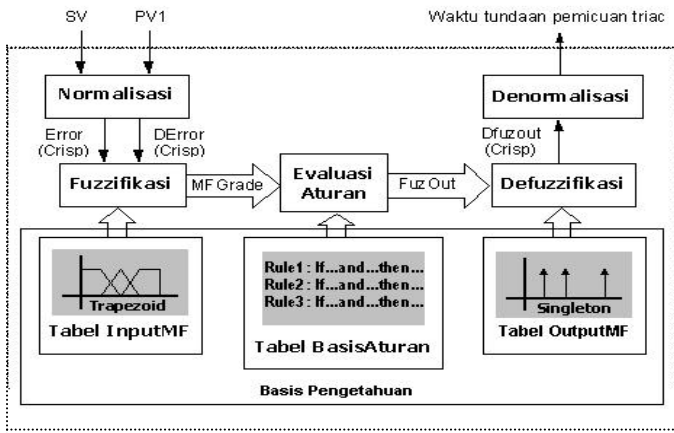 SV
PV1
Waktu tundaan pemicuan triac
Normalisasi
Denormalisasi
Error
(Crisp)
DError
(Crisp)
Dfuzout
(Crisp)
Fuzzifikasi
MFGrade
Evaluasi
Aturan
FuzOut
Defuzzifikasi
Trapezoid
Tabel InputMF
Rule1 : If...and...then...
Rule2 : If...and...then...
Rule3 : If...and...then...
Tabel BasisAturan
Singleton
Tabel OutputMF
Basis Pengetahuan